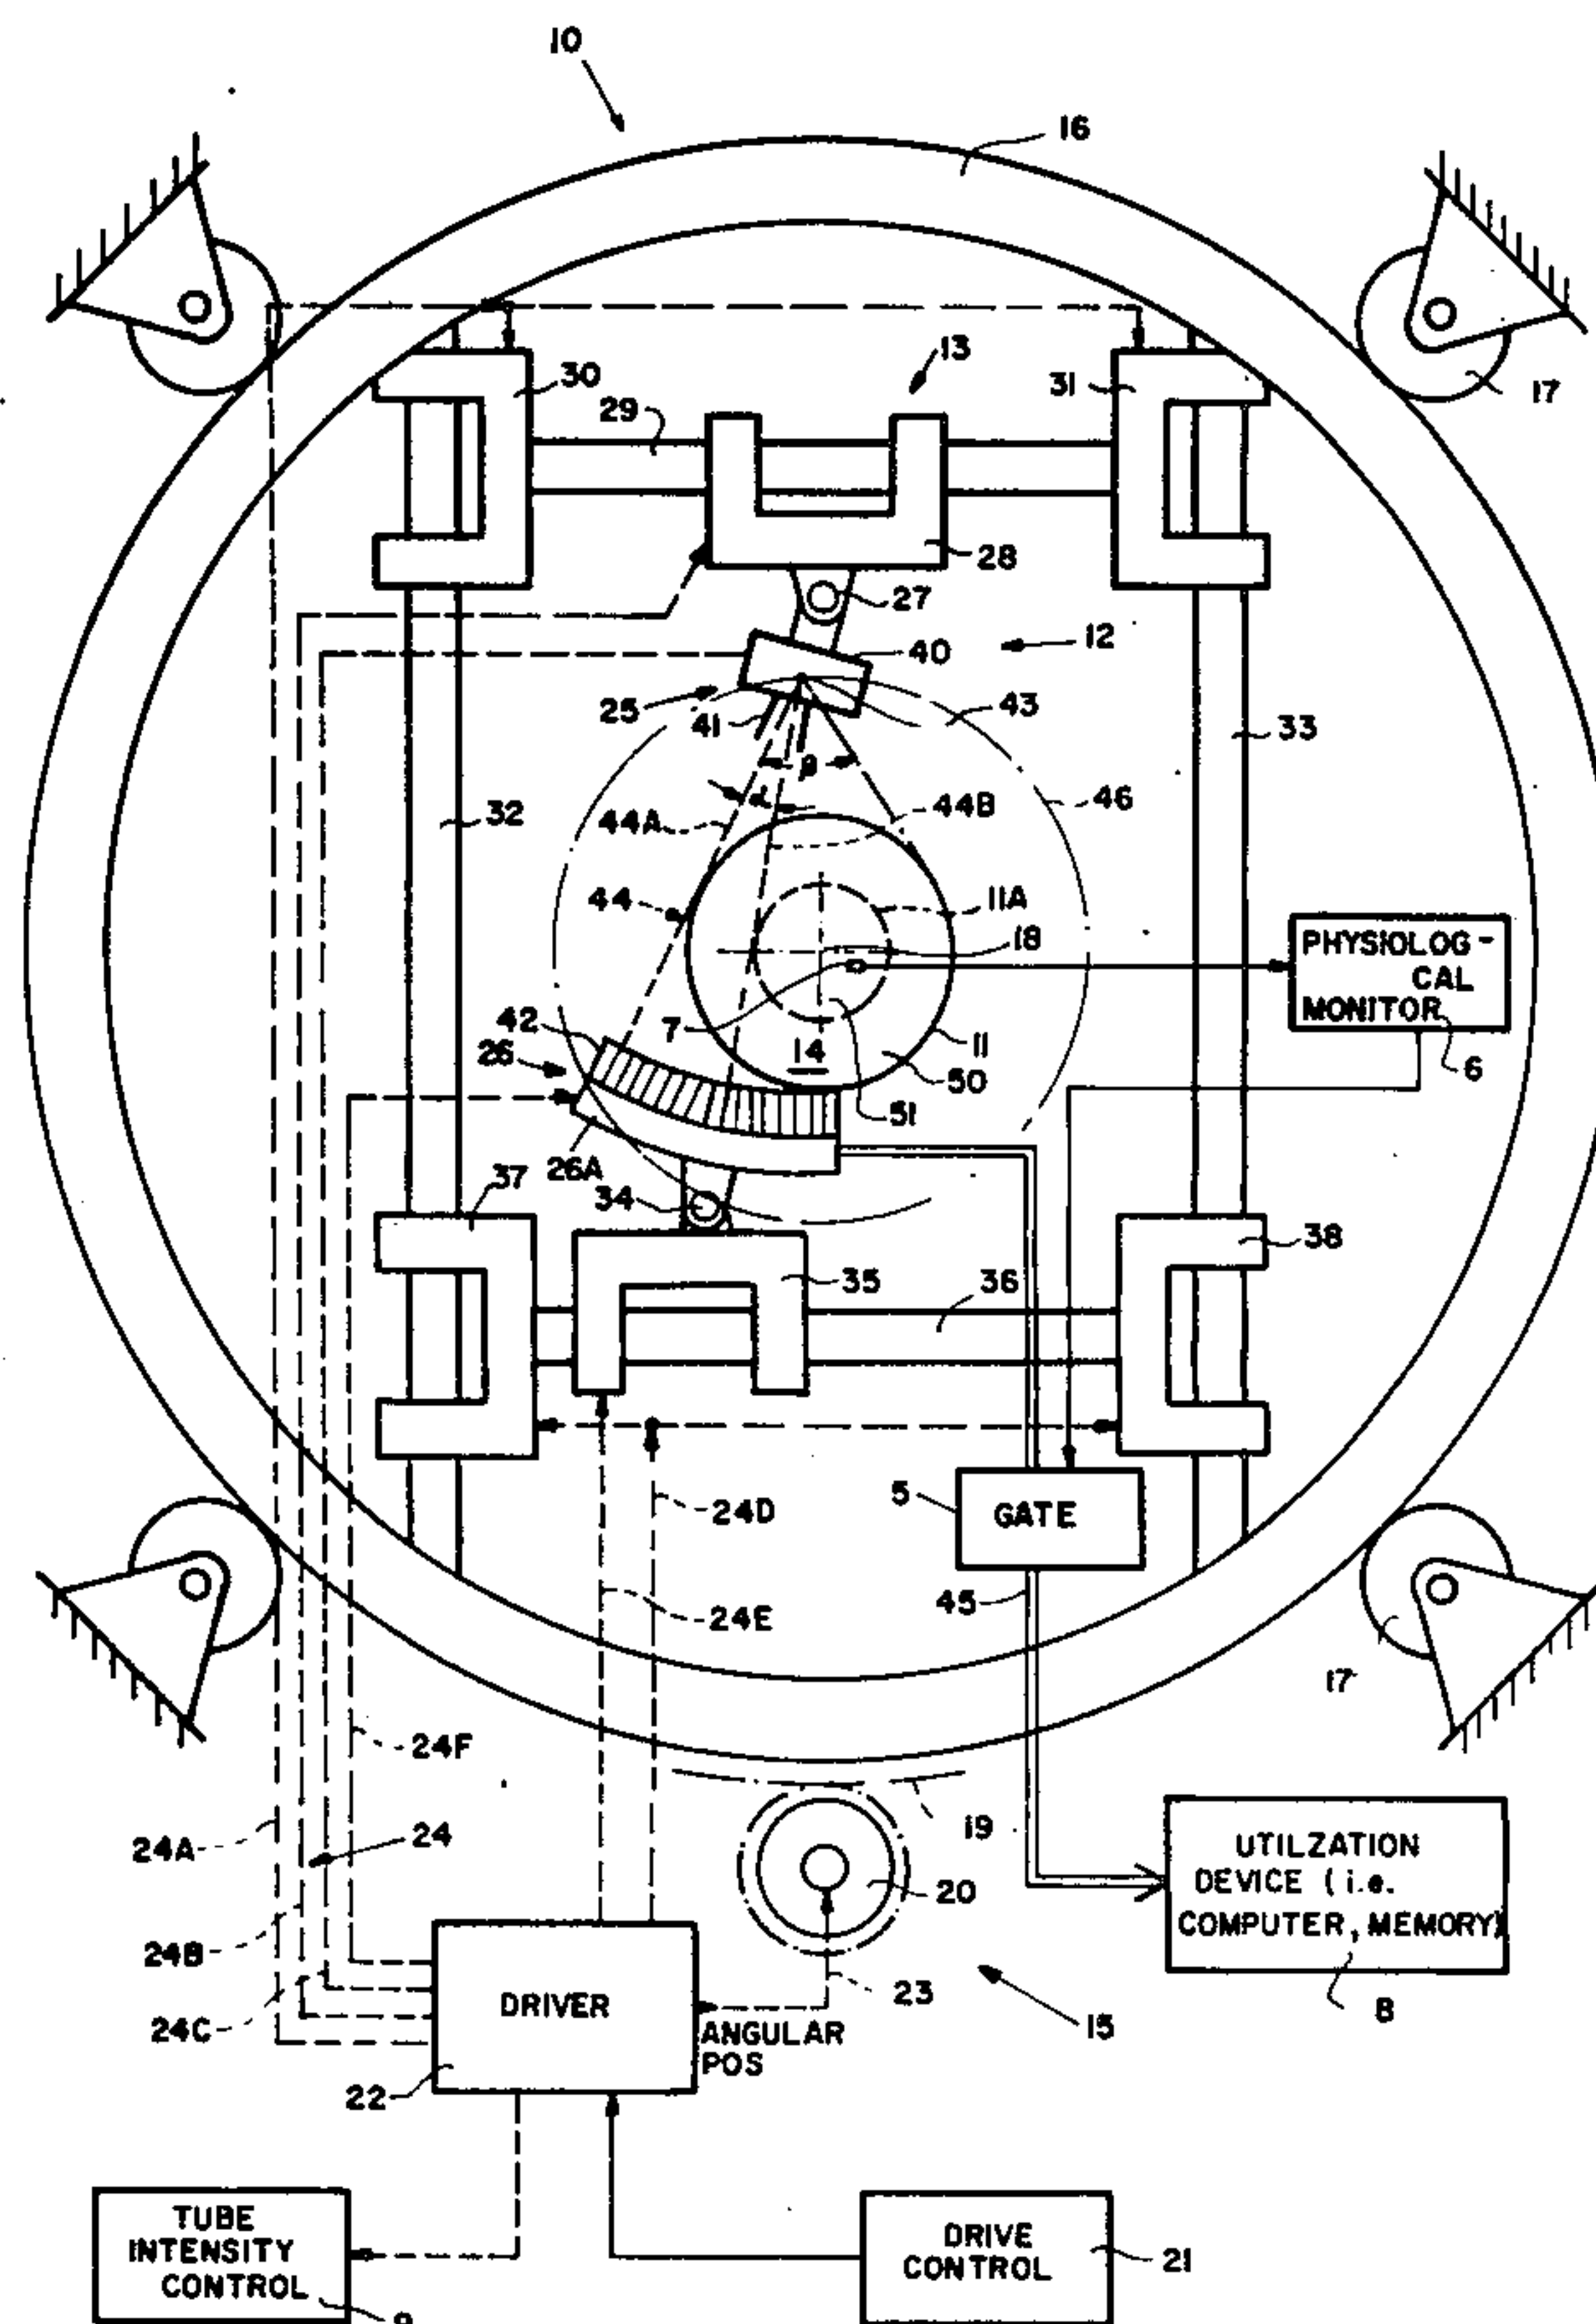 10
16
13
30
31
17
29
28
27
12
40
25
41
43
33
β
α
44A
44B
46
32
44
11A
18
PHYSIOLOG-
CAL
MONITOR
6
42
7
11
26
14
50
51
26A
37
34
38
35
36
24D
5
GATE
45
24E
17
24F
19
24A
24
UTILZATION
DEVICE (i.e.
COMPUTER, MEMORY)
20
24B
23
8
DRIVER
24C
15
ANGULAR
POS
22
TUBE
INTENSITY
CONTROL
9
DRIVE
CONTROL
21